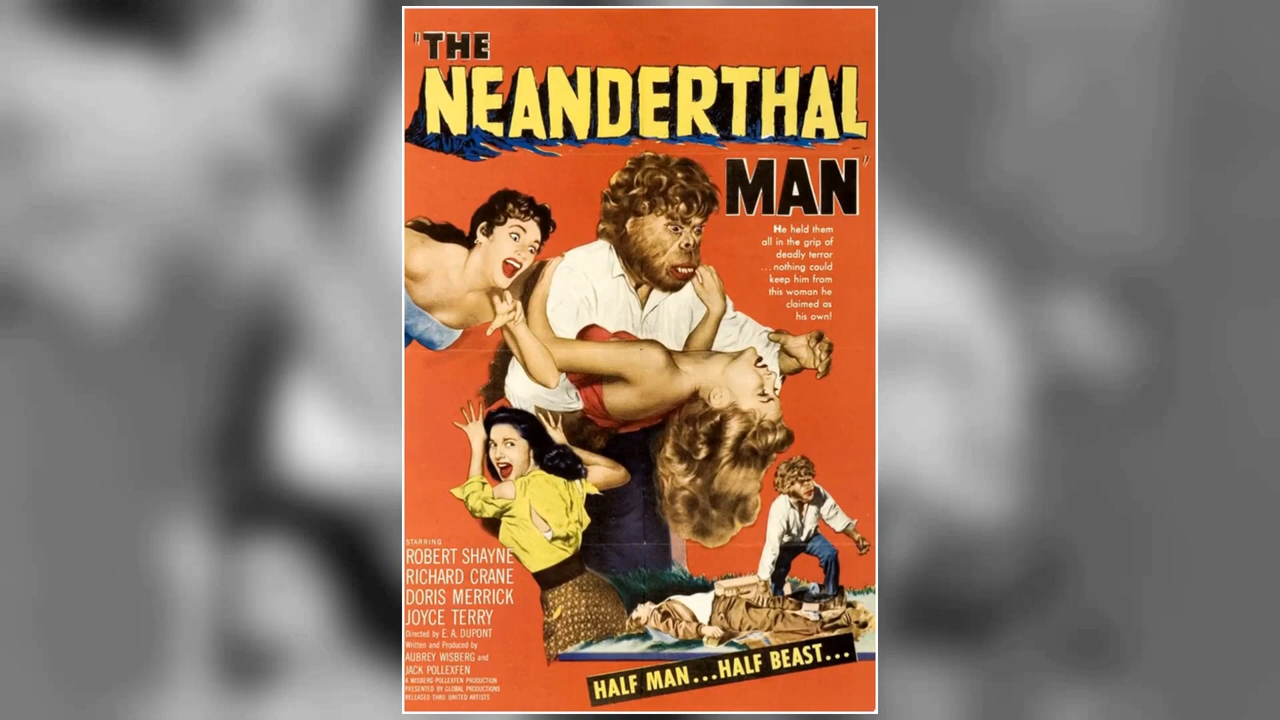 "THE
NEANDERTHAL
MAN"
He held them
all in the grip of
deadly terror
...nothing could
keep him from
this woman he
claimed as
his own!
STARRING
ROBERT SHAYNE
RICHARD CRANE
DORIS MERRICK
JOYCE TERRY
Directed by E. A. DUPONT
Written and Produced by
AUBREY WISBERG and
JACK POLLEXFEN
A WISBERG POLLEXFEN PRODUCTION
PRESENTED BY GLOBAL PRODUCTIONS
RELEASED THRU UNITED ARTISTS
HALF MAN...HALF BEAST...